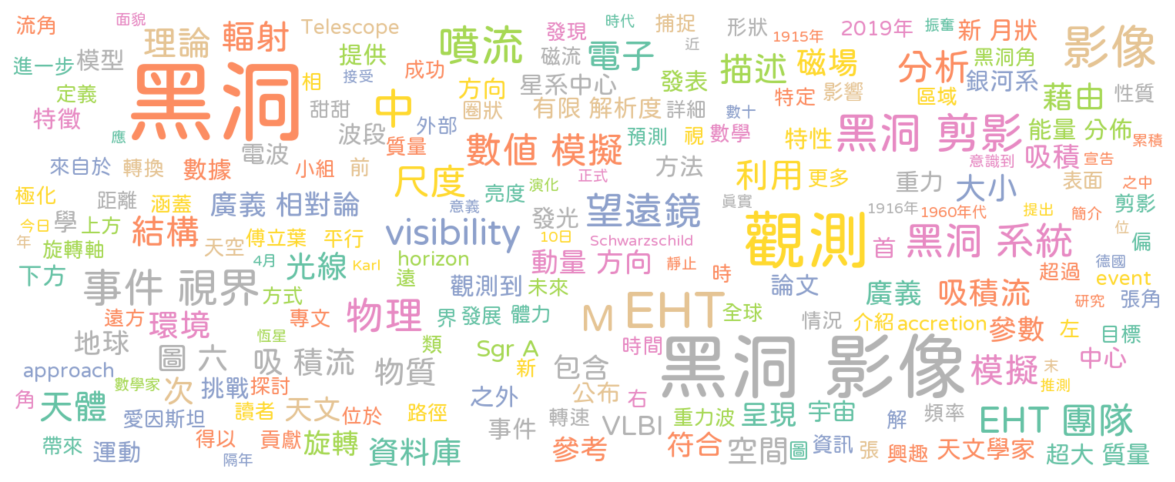 流角 面貌 理論 輻射 Telescope 噴流 發現 時代 捕捉 近 形狀 1915年 2019年 振奮 新 月狀 影像
進一步 模型 黑洞 提供 電子 磁流 描述 磁場 分析 黑洞角
定義 相 接受 成功 方向 星系中心 發表 特定 影響 區域 銀河系 藉由 性質
特徵 甜甜 中 圈狀 有限 解析度 詳細 數十
應 電波 波段 外部 質量 數值 模擬 預測 視 數學 特性 黑洞 剪影 能量 分佈 累積
來自於 轉換 數據 小組 前 尺度 正式 方法 利用 更多 意識到 吸積 宣告
極化 距離 涵蓋 廣義 相對論 亮度 演化 望遠鏡 真實 重力 大小 表面 之中
今日 學 上方 結構 意義 發光 1916年 1960年代 提出 簡介 剪影
年 旋轉軸 天空 傅立葉 平行 visibility 10日 Schwarzschild 觀測 首 黑洞 系統 位 偏
下方 4月 光線 Karl horizon 動量 方向 靜止 時 超過 德國
事件 視界 方式 遠 觀測到 未來 論文 廣義 吸積流 event
遠方 環境 專文 物理 界 發展 體力 M EHT 全球 情況 介紹 accretion 參數 研究 張角
地球 圖 六 恆星 吸 積流 類 Sgr A 時間 左 目標
approach 數學家 物質 新 包含 黑洞 影像 模擬 末 中心
角 天體 次 挑戰 探討 之外 公布 右 推測
愛因斯坦 讀者 天文 位於 路徑 事件 轉速 VLBI 重力波 呈現 宇宙 解 頻率 EHT 團隊
帶來 運動 得以 隔年 貢獻 旋轉 資料庫 參考 符合 空間 圖 資訊 張 興趣 天文學家 超大 質量